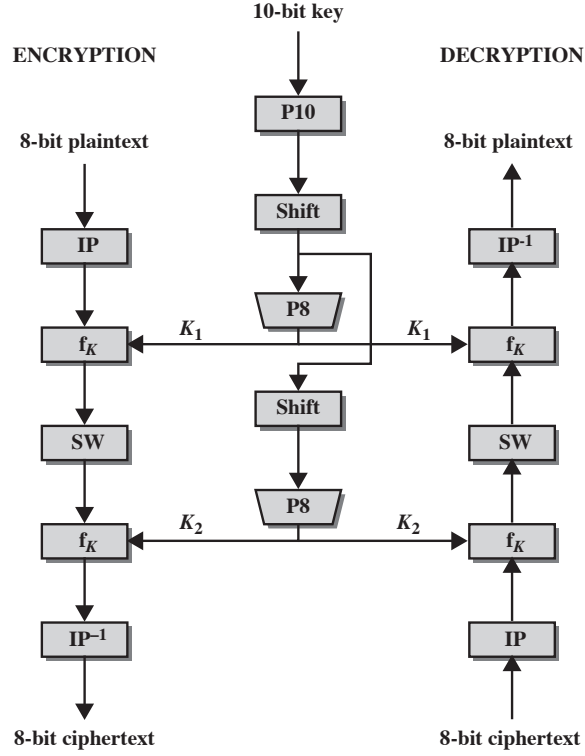 10-bit key
ENCRYPTION
DECRYPTION
P10
8-bit plaintext
8-bit plaintext
Shift
IP
IP-1
P8
K1
K1
fK
fK
Shift
SW
SW
P8
K2
K2
fK
fK
IP–1
IP
8-bit ciphertext
8-bit ciphertext